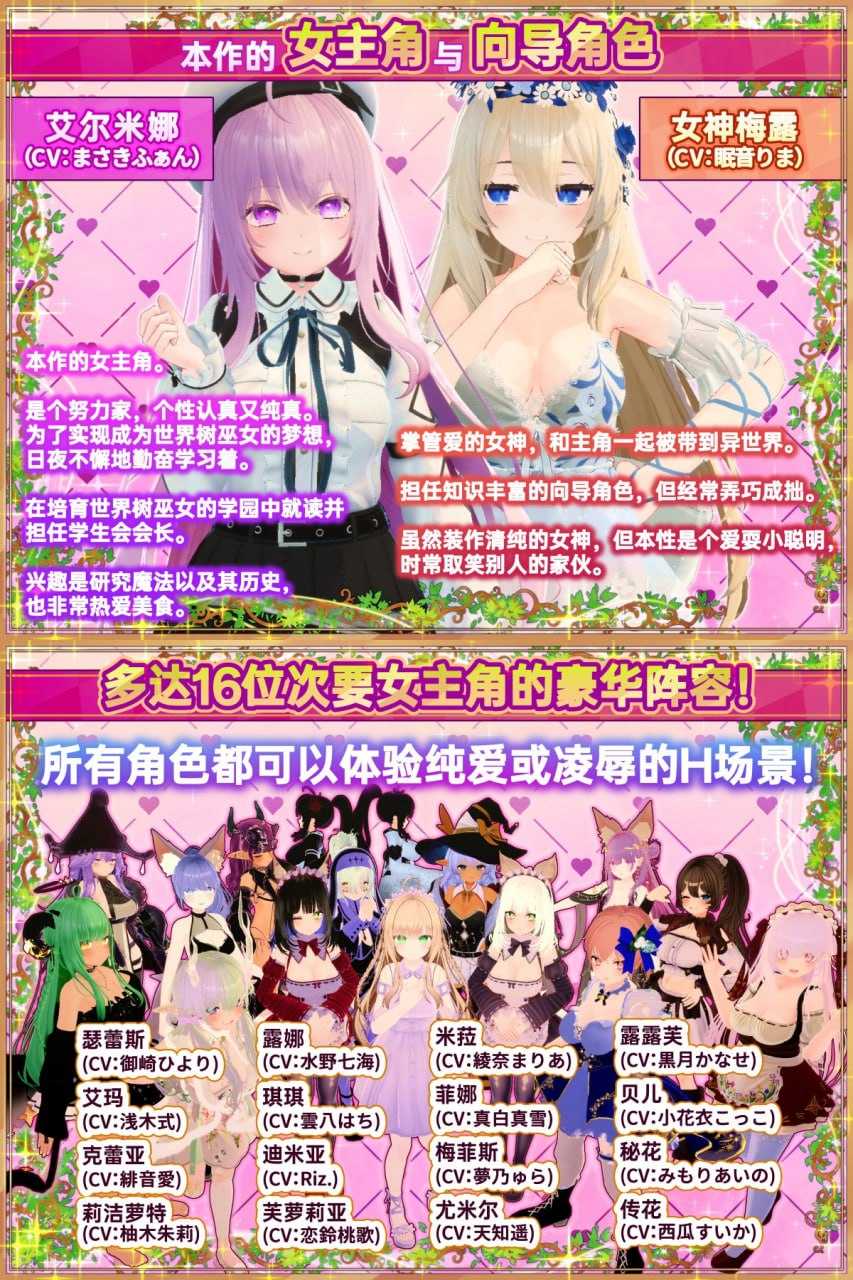 本作的 女主角 与 向导角色
艾尔米娜
(CV:まさきふぁん)
女神梅露
(CV:眠音りま)
本作的女主角。
是个努力家，个性认真又纯真。
为了实现成为世界树巫女的梦想，
日夜不懈地勤奋学习着。
在培育世界树巫女的学园中就读并
担任学生会会长。
兴趣是研究魔法以及其历史，
也非常热爱美食。
掌管爱的女神，和主角一起被带到异世界。
担任知识丰富的向导角色，但经常弄巧成拙。
虽然装作清纯的女神，但本性是个爱耍小聪明，
时常取笑别人的家伙。
多达16位次要女主角的豪华阵容！
所有角色都可以体验纯爱或凌辱的H场景！
瑟蕾斯
(CV:御崎ひより)
露娜
(CV:水野七海)
米菈
(CV:綾奈まりあ)
露露芙
(CV:黒月かなせ)
艾玛
(CV:浅木式)
琪琪
(CV:雲八はち)
菲娜
(CV:真白真雪)
贝儿
(CV:小花衣こっこ)
克蕾亚
(CV:緋音愛)
迪米亚
(CV:Riz.)
梅菲斯
(CV:夢乃ゅら)
秘花
(CV:みもりあいの)
莉洁萝特
(CV:柚木朱莉)
芙萝莉亚
(CV:恋鈴桃歌)
尤米尔
(CV:天知遥)
传花
(CV:西瓜すいか)